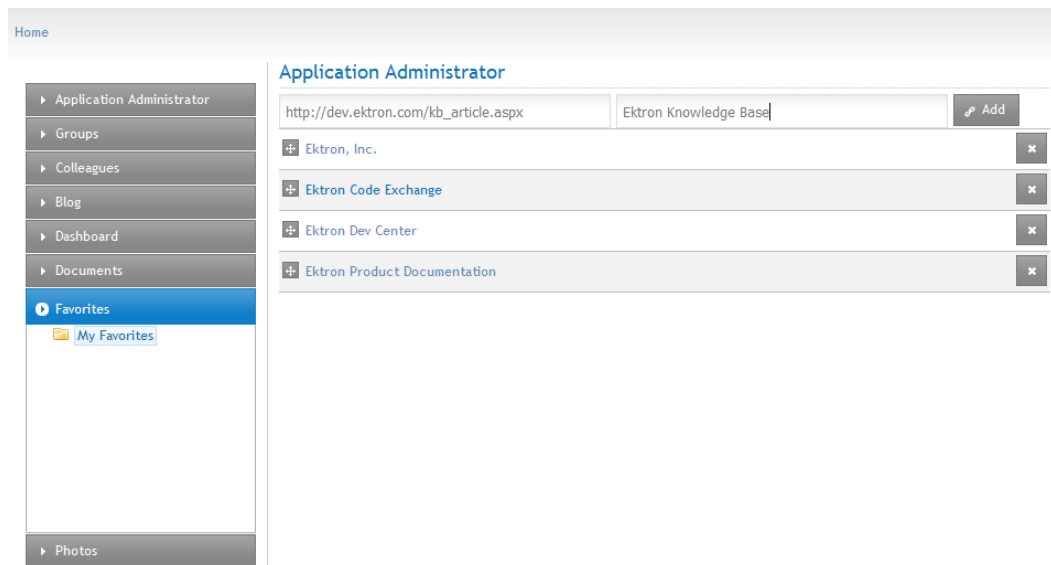 Home
Application Administrator
Groups
Colleagues
Blog
Dashboard
Documents
Favorites
My Favorites
Photos
Application Administrator
http://dev.ektron.com/kb_article.aspx
Ektron Knowledge Base
Add
Ektron, Inc.
Ektron Code Exchange
Ektron Dev Center
Ektron Product Documentation